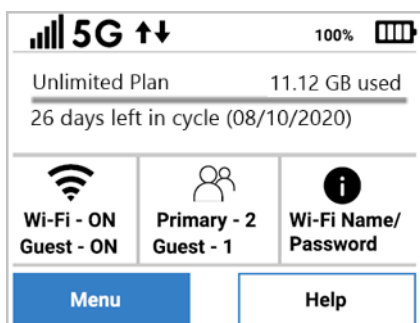 5G 100%
Unlimited Plan 11.12 GB used
26 days left in cycle (08/10/2020)
Wi-Fi - ON
Guest - ON
Primary - 2
Guest - 1
Wi-Fi Name/
Password
Menu Help